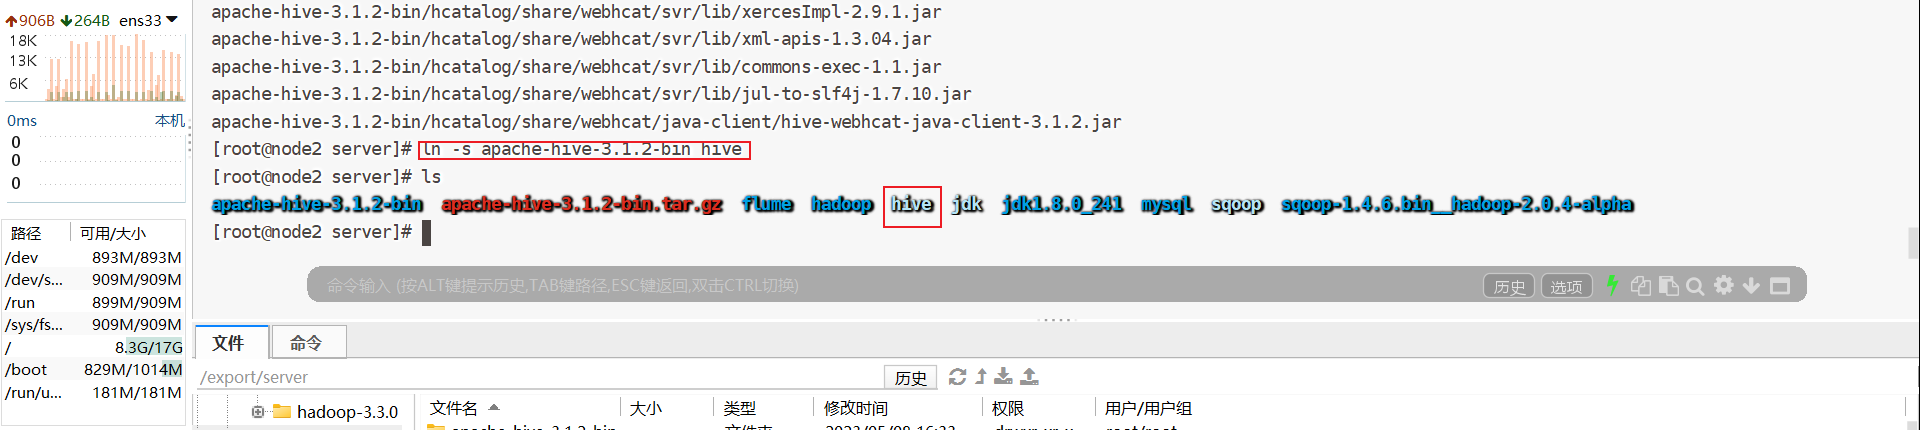 ↑906B ↓264B ens33
18K
13K
6K
0ms 本机
0
0
0
路径 可用/大小
/dev 893M/893M
/dev/s... 909M/909M
/run 899M/909M
/sys/fs... 909M/909M
/ 8.3G/17G
/boot 829M/1014M
/run/u... 181M/181M
apache-hive-3.1.2-bin/hcatalog/share/webhcat/svr/lib/xercesImpl-2.9.1.jar
apache-hive-3.1.2-bin/hcatalog/share/webhcat/svr/lib/xml-apis-1.3.04.jar
apache-hive-3.1.2-bin/hcatalog/share/webhcat/svr/lib/commons-exec-1.1.jar
apache-hive-3.1.2-bin/hcatalog/share/webhcat/svr/lib/jul-to-slf4j-1.7.10.jar
apache-hive-3.1.2-bin/hcatalog/share/webhcat/java-client/hive-webhcat-java-client-3.1.2.jar
[root@node2 server]# ln -s apache-hive-3.1.2-bin hive
[root@node2 server]# ls
apache-hive-3.1.2-bin apache-hive-3.1.2-bin.tar.gz flume hadoop hive jdk jdk1.8.0_241 mysql sqoop sqoop-1.4.6.bin__hadoop-2.0.4-alpha
[root@node2 server]#
命令输入 (按ALT键提示历史,TAB键路径,ESC键返回,双击CTRL切换) 历史 选项
文件 命令
/export/server 历史
hadoop-3.3.0
文件名 大小 类型 修改时间 权限 用户/用户组